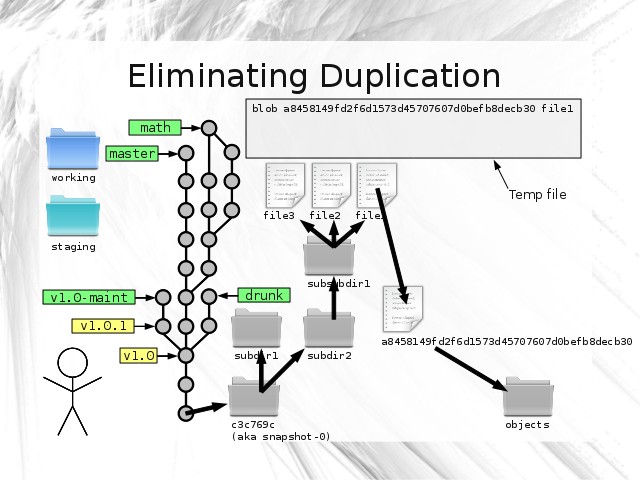 Eliminating Duplication
blob a8458149fd2f6d1573d45707607d0befb8decb30 file1
math
master
working
Temp file
file3
file2
file1
staging
subsubdir1
v1.0-maint
drunk
v1.0.1
a8458149fd2f6d1573d45707607d0befb8decb30
v1.0
subdir1
subdir2
c3c769c
(aka snapshot-0)
objects